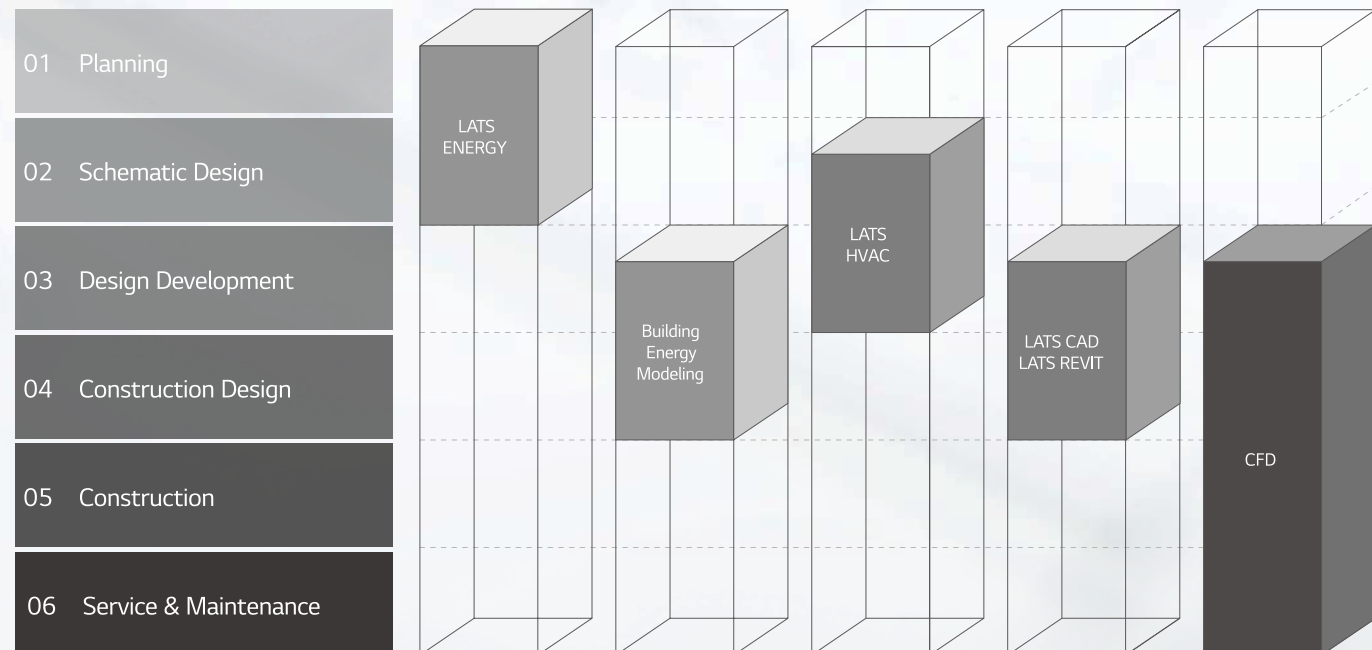 01 Planning
02 Schematic Design
03 Design Development
04 Construction Design
05 Construction
06 Service & Maintenance
LATS
ENERGY
Building
Energy
Modeling
LATS
HVAC
LATS CAD
LATS REVIT
CFD